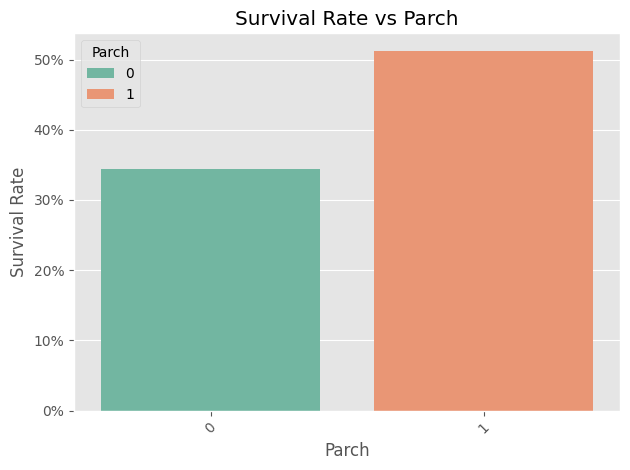 Survival Rate vs Parch
Parch
0
1
50%
40%
30%
20%
10%
0%
Survival Rate
0
1
Parch